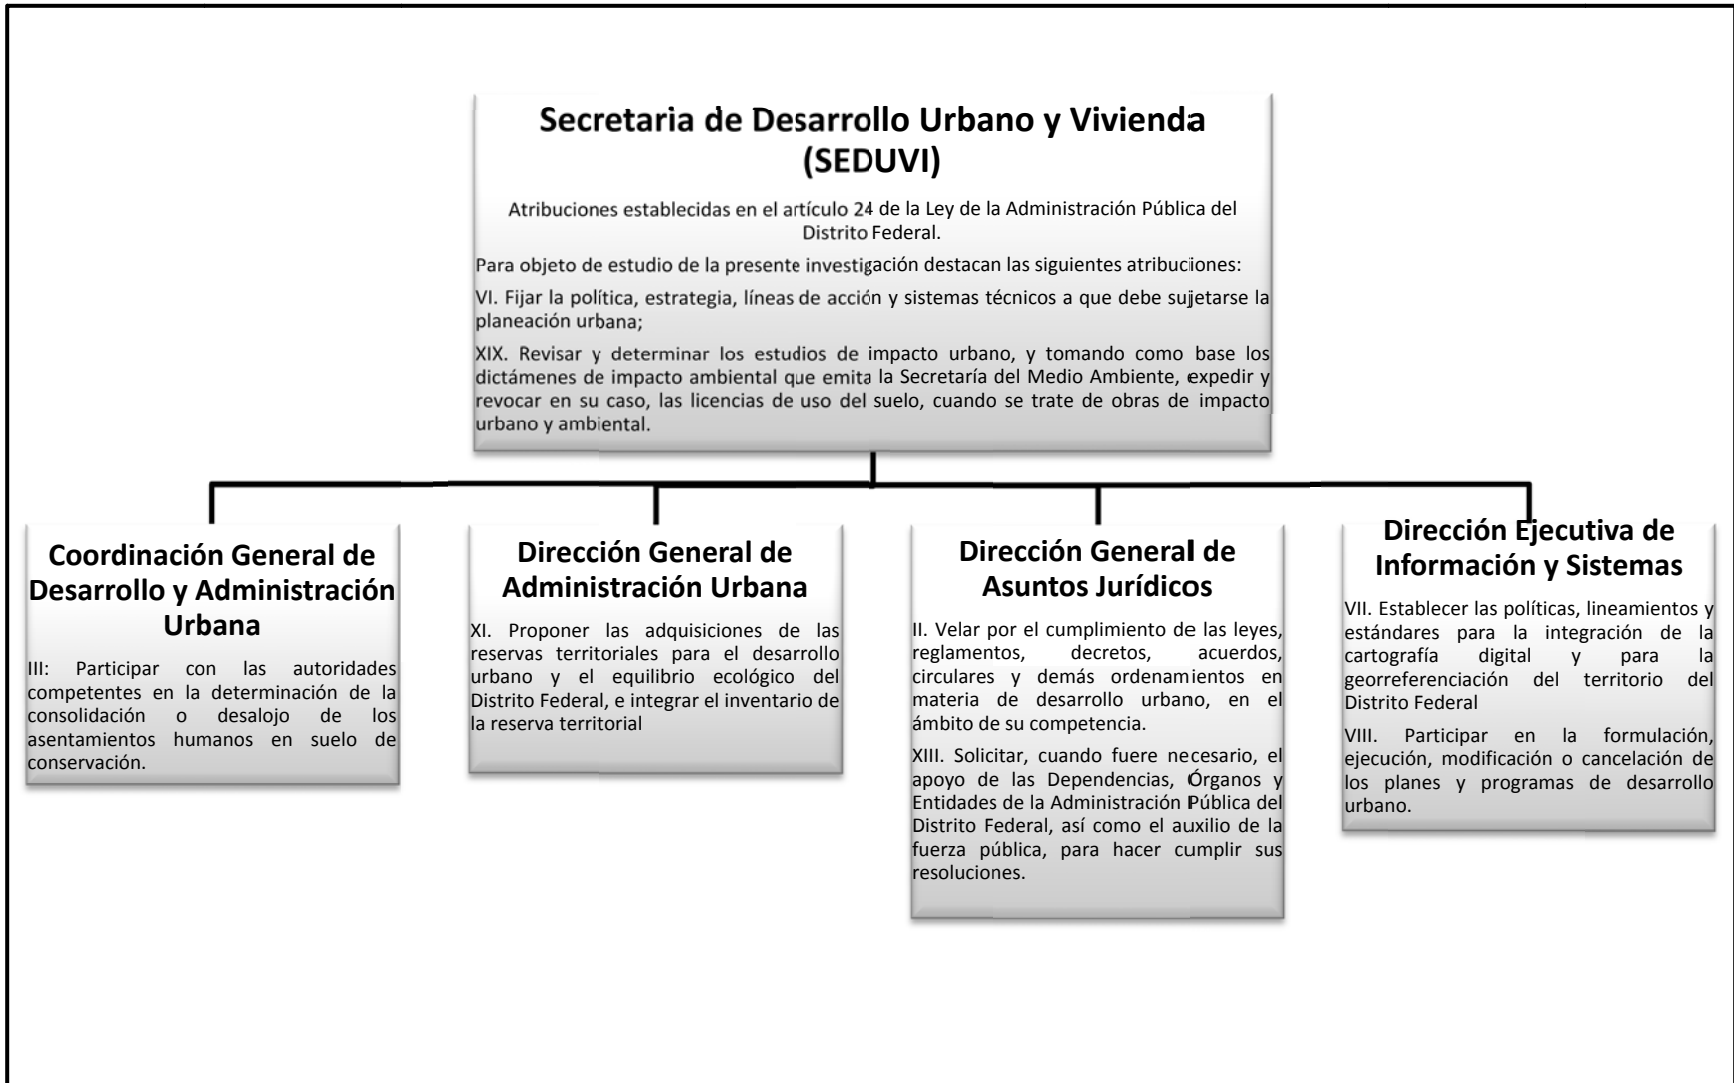 Secretaria de Desarrollo Urbano y Vivienda
(SEDUVI)
Atribuciones establecidas en el artículo 24 de la Ley de la Administración Pública del
Distrito Federal.
Para objeto de estudio de la presente investigación destacan las siguientes atribuciones:
VI. Fijar la política, estrategia, líneas de acción y sistemas técnicos a que debe sujetarse la
planeación urbana;
XIX. Revisar y determinar los estudios de impacto urbano, y tomando como base los
dictámenes de impacto ambiental que emita la Secretaría del Medio Ambiente, expedir y
revocar en su caso, las licencias de uso del suelo, cuando se trate de obras de impacto
urbano y ambiental.
Coordinación General de
Desarrollo y Administración
Urbana
III: Participar con las autoridades
competentes en la determinación de la
consolidación o desalojo de los
asentamientos humanos en suelo de
conservación.
Dirección General de
Administración Urbana
XI. Proponer las adquisiciones de las
reservas territoriales para el desarrollo
urbano y el equilibrio ecológico del
Distrito Federal, e integrar el inventario de
la reserva territorial
Dirección General de
Asuntos Jurídicos
II. Velar por el cumplimiento de las leyes,
reglamentos, decretos, acuerdos,
circulares y demás ordenamientos en
materia de desarrollo urbano, en el
ámbito de su competencia.
XIII. Solicitar, cuando fuere necesario, el
apoyo de las Dependencias, Órganos y
Entidades de la Administración Pública del
Distrito Federal, así como el auxilio de la
fuerza pública, para hacer cumplir sus
resoluciones.
Dirección Ejecutiva de
Información y Sistemas
VII. Establecer las políticas, lineamientos y
estándares para la integración de la
cartografía digital y para la
georreferenciación del territorio del
Distrito Federal
VIII. Participar en la formulación,
ejecución, modificación o cancelación de
los planes y programas de desarrollo
urbano.